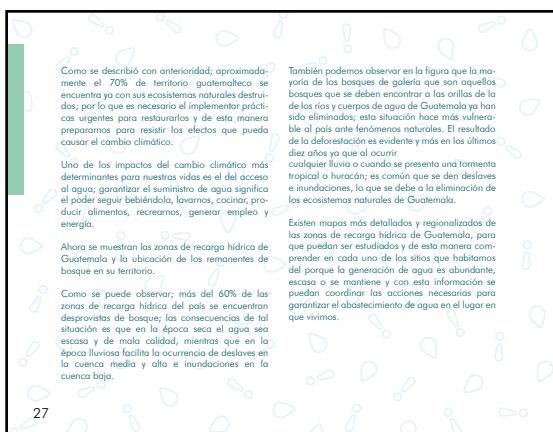 Como se describió con anterioridad; aproximada-
mente el 70% de territorio guatemalteco se
encuentra ya con sus ecosistemas naturales destrui-
dos; por lo que es necesario el implementar prácti-
cas urgentes para restaurarlos y de esta manera
prepararnos para resistir los efectos que pueda
causar el cambio climático.
Uno de los impactos del cambio climático más
determinantes para nuestras vidas es el del acceso
al agua; garantizar el suministro de agua significa
el poder seguir bebiéndola, lavarnos, cocinar, pro-
ducir alimentos, recrearnos, generar empleo y
energía.
Ahora se muestran las zonas de recarga hídrica de
Guatemala y la ubicación de los remanentes de
bosque en su territorio.
Como se puede observar; más del 60% de las
zonas de recarga hídrica del país se encuentran
desprovistas de bosque; las consecuencias de tal
situación es que en la época seca el agua sea
escasa y de mala calidad, mientras que en la
época lluviosa facilita la ocurrencia de deslaves en
la cuenca media y alta e inundaciones en la
cuenca baja.
También podemos observar en la figura que la ma-
yoría de los bosques de galería que son aquellos
bosques que se deben encontrar a las orillas de la
de los ríos y cuerpos de agua de Guatemala ya han
sido eliminados; esta situación hace más vulnera-
ble al país ante fenómenos naturales. El resultado
de la deforestación es evidente y más en los últimos
diez años ya que al ocurrir
cualquier lluvia o cuando se presenta una tormenta
tropical o huracán; es común que se den deslaves
e inundaciones, lo que se debe a la eliminación de
los ecosistemas naturales de Guatemala.
Existen mapas más detallados y regionalizados de
las zonas de recarga hídrica de Guatemala, para
que puedan ser estudiados y de esta manera com-
prender en cada uno de los sitios que habitamos
del porque la generación de agua es abundante,
escasa o se mantiene y con esta información se
puedan coordinar las acciones necesarias para
garantizar el abastecimiento de agua en el lugar en
que vivimos.
27